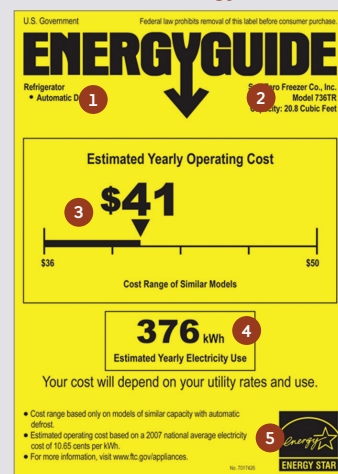 U.S. Government Federal law prohibits removal of this label before consumer purchase.
ENERGYGUIDE
Refrigerator
• Automatic D
1
Freezer Co., Inc.
2
Model 736TR
20.8 Cubic Feet
Estimated Yearly Operating Cost
3
$41
$36 $50
Cost Range of Similar Models
376 kWh
4
Estimated Yearly Electricity Use
Your cost will depend on your utility rates and use.
• Cost range based only on models of similar capacity with automatic
defrost.
• Estimated operating cost based on a 2007 national average electricity
cost of 10.65 cents per kWh.
• For more information, visit www.ftc.gov/appliances.
5
energy
ENERGY STAR